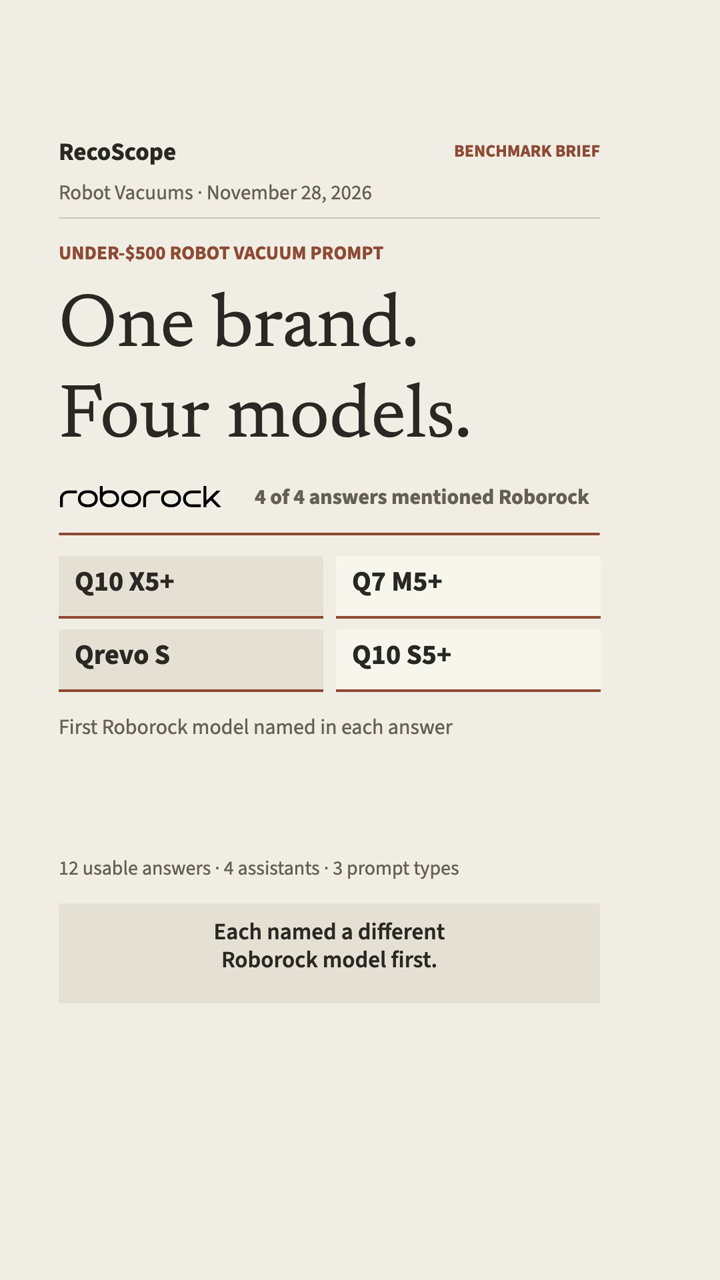 RecoScope
BENCHMARK BRIEF
Robot Vacuums · November 28, 2026
UNDER-$500 ROBOT VACUUM PROMPT
One brand.
Four models.
roborock
4 of 4 answers mentioned Roborock
Q10 X5+
Q7 M5+
Qrevo S
Q10 S5+
First Roborock model named in each answer
12 usable answers · 4 assistants · 3 prompt types
Each named a different
Roborock model first.